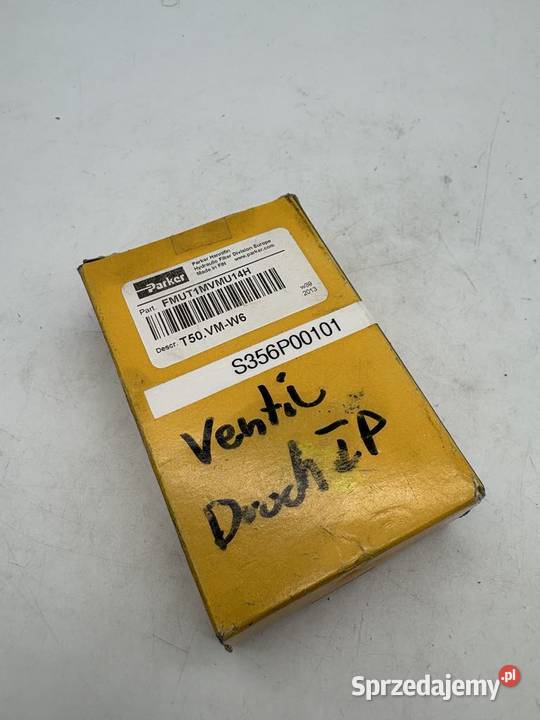 Parker
Parker Hannifin
Hydraulic Filter Division Europe
Made in FIN www.parker.com
Part. FMUT1MVMU14H
w39
2013
Descr. T50.VM-W6
S356P00101
Ventil
Druck
Sprzedajemy.pl